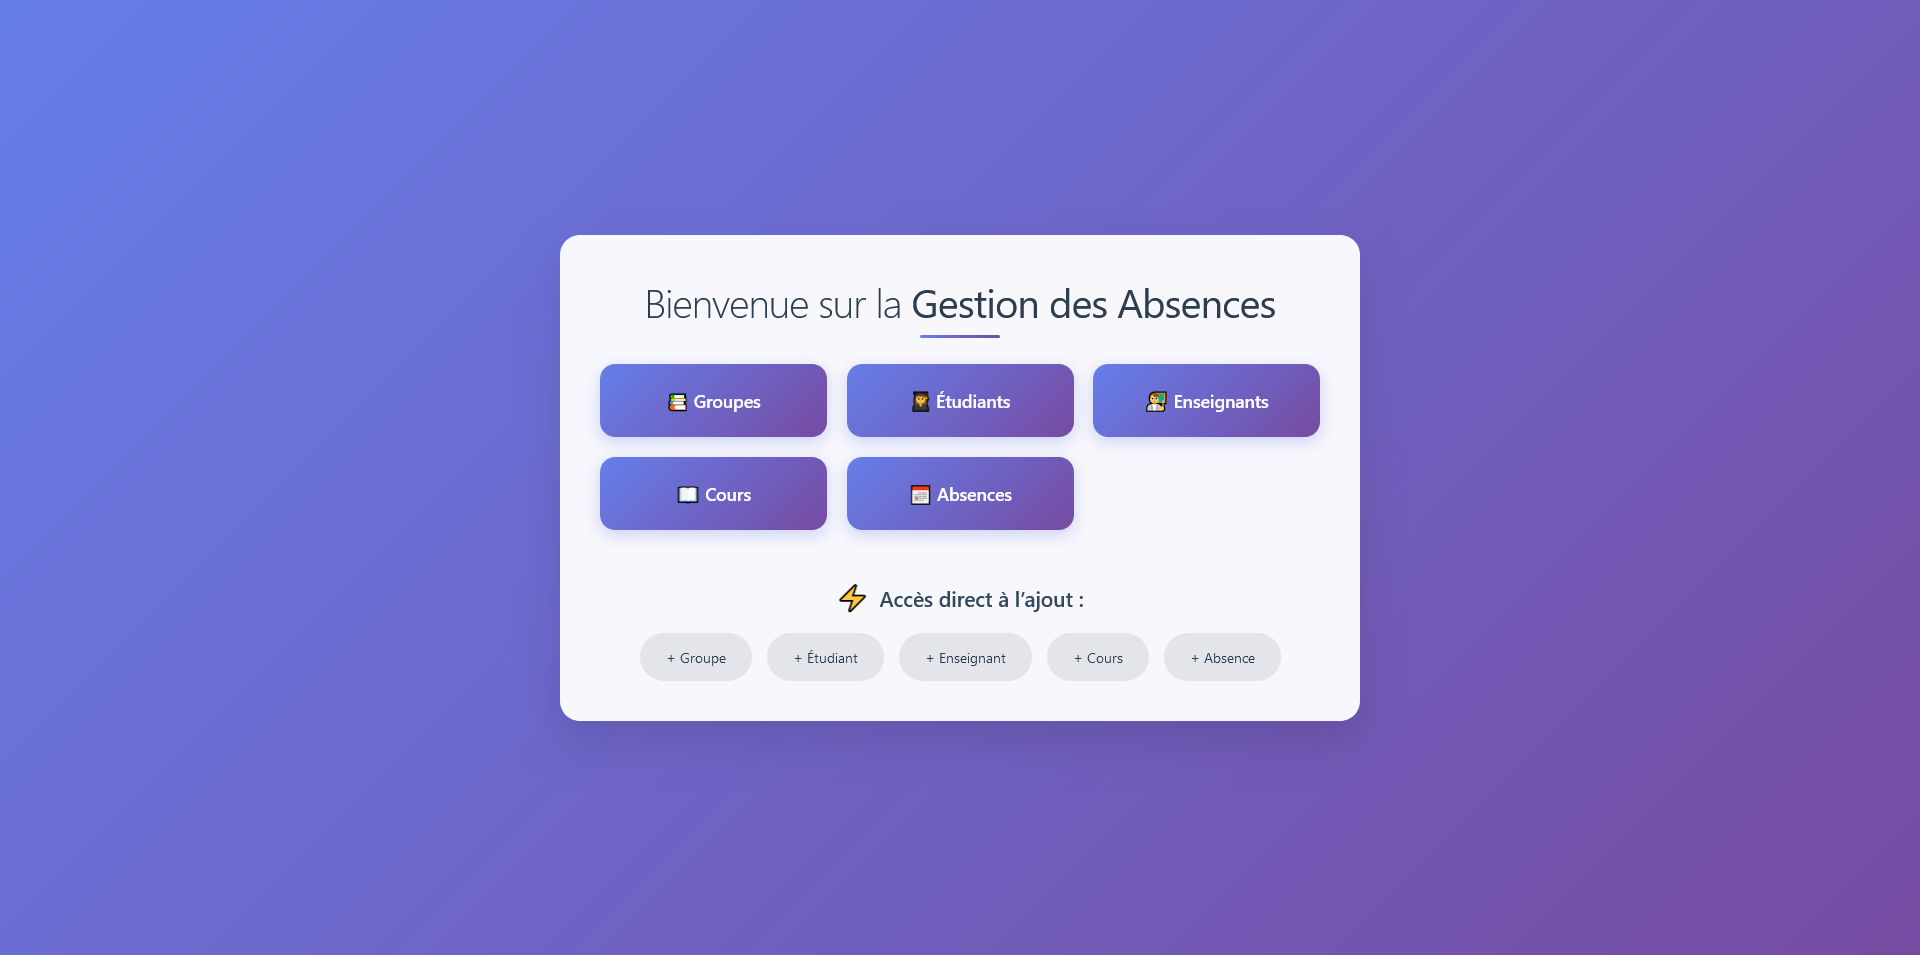 Bienvenue sur la Gestion des Absences
Groupes
Étudiants
Enseignants
Cours
Absences
Accès direct à l’ajout :
+ Groupe
+ Étudiant
+ Enseignant
+ Cours
+ Absence